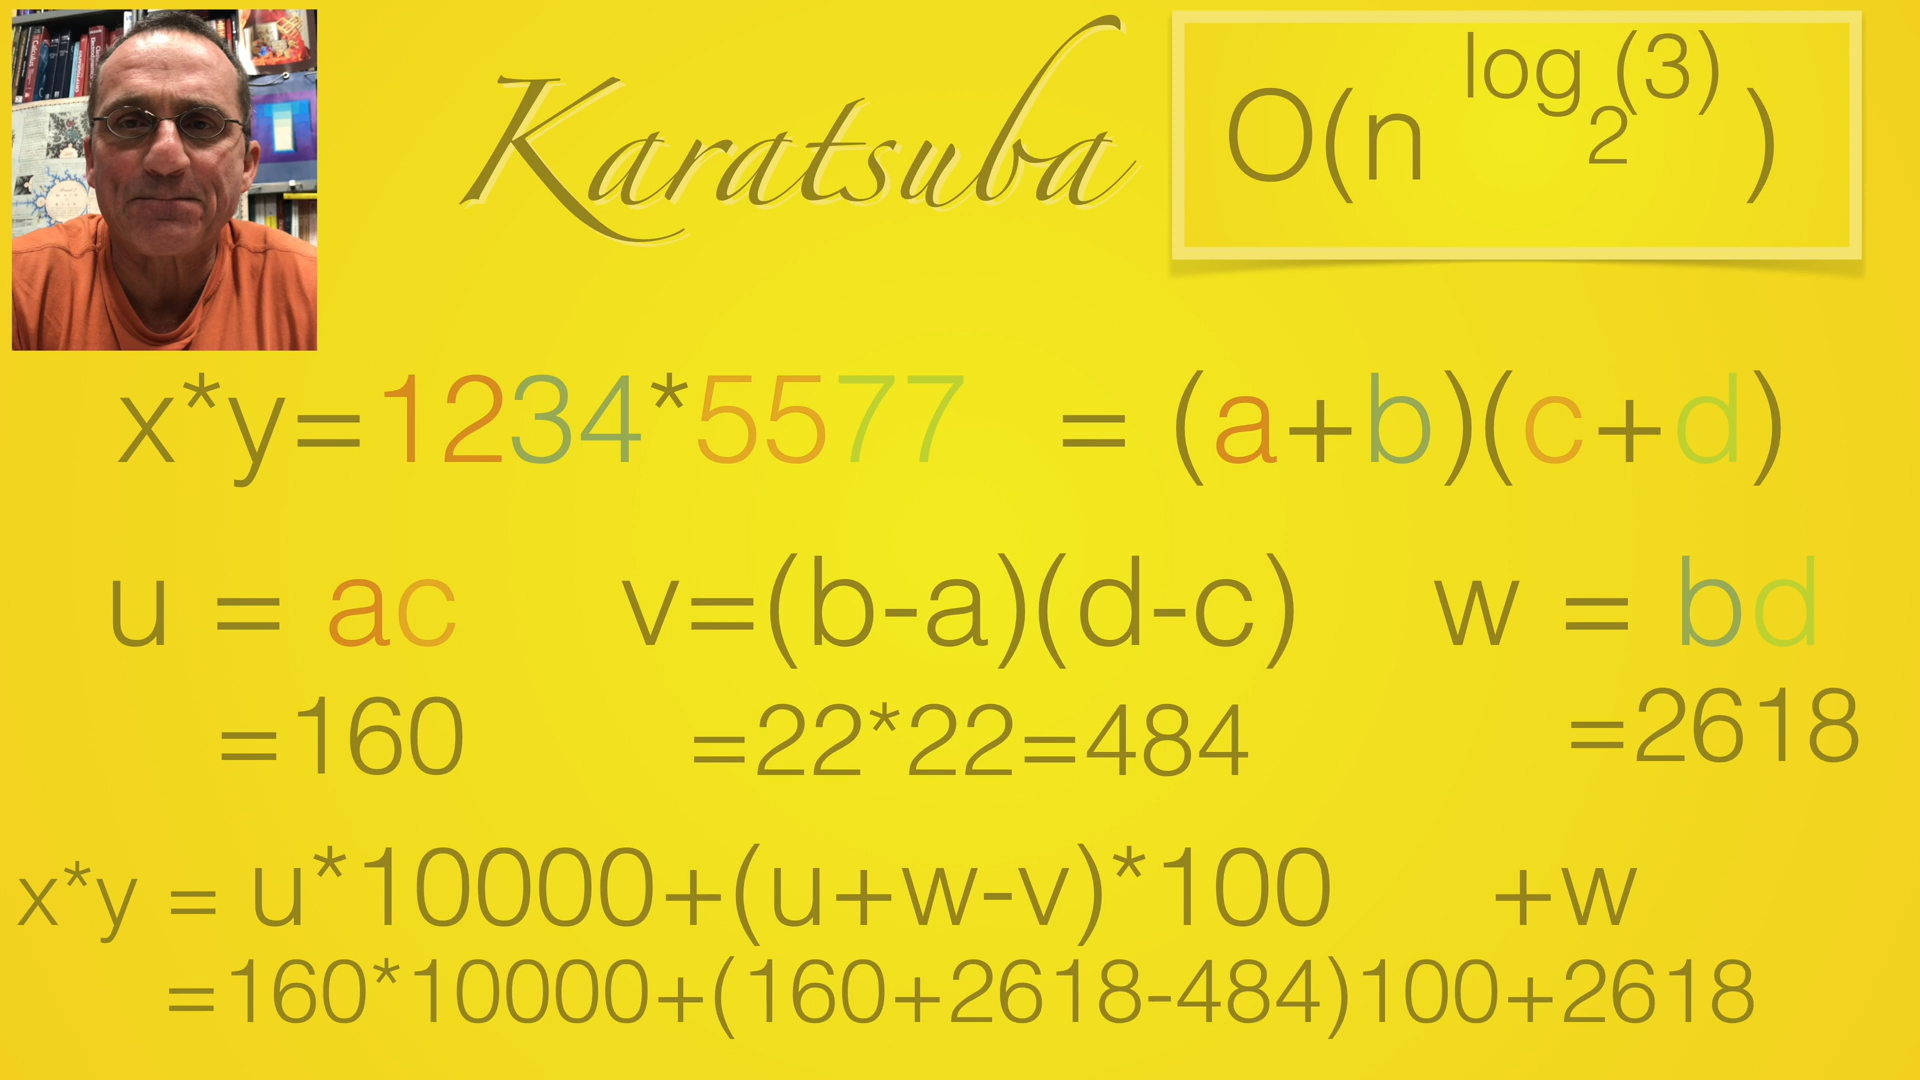 Karatsuba
O(n log₂(3))
x*y=1234*5577 = (a+b)(c+d)
u = ac v=(b-a)(d-c) w = bd
=160 =22*22=484 =2618
x*y = u*10000+(u+w-v)*100 +w
=160*10000+(160+2618-484)100+2618